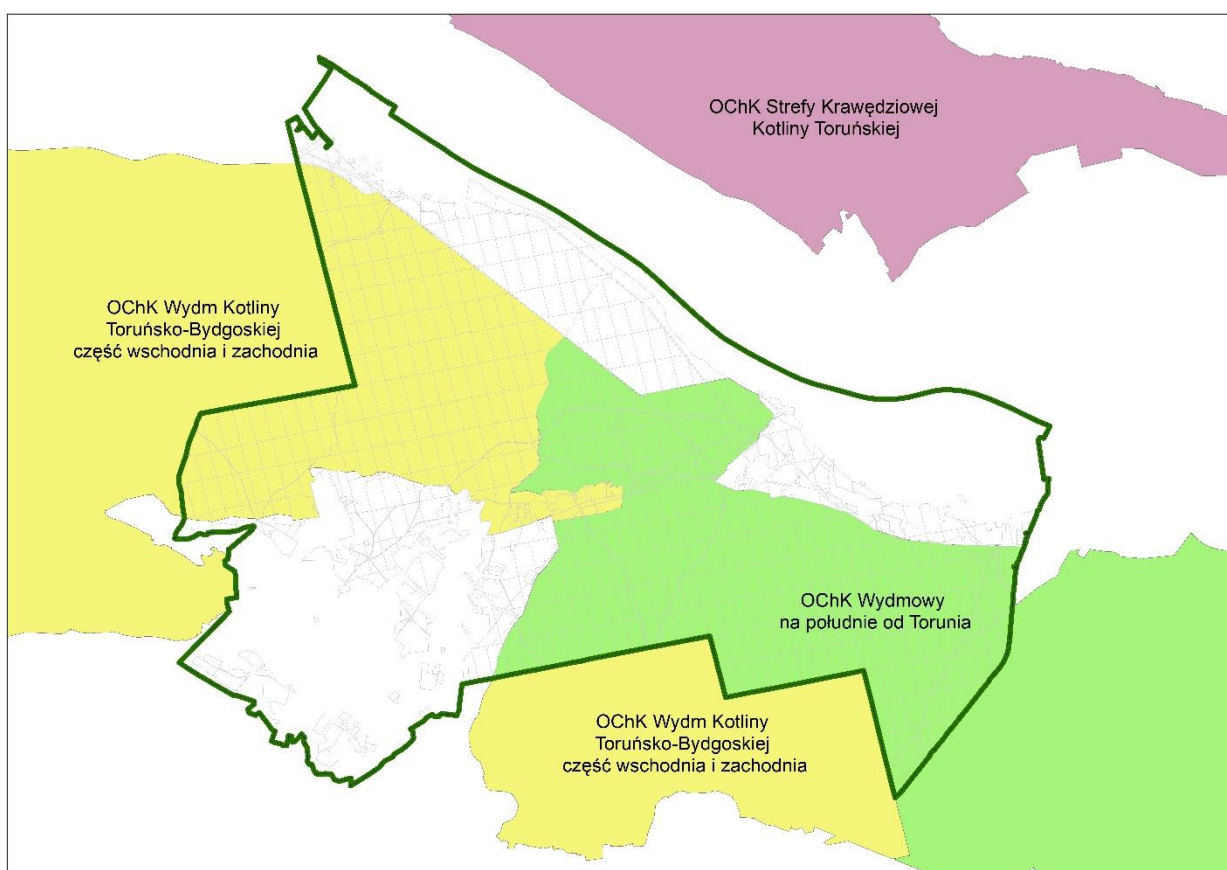 OChK Strefy Krawędziowej
Kotliny Toruńskiej
OChK Wydm Kotliny
Toruńsko-Bydgoskiej
część wschodnia i zachodnia
OChK Wydmowy
na południe od Torunia
OChK Wydm Kotliny
Toruńsko-Bydgoskiej
część wschodnia i zachodnia